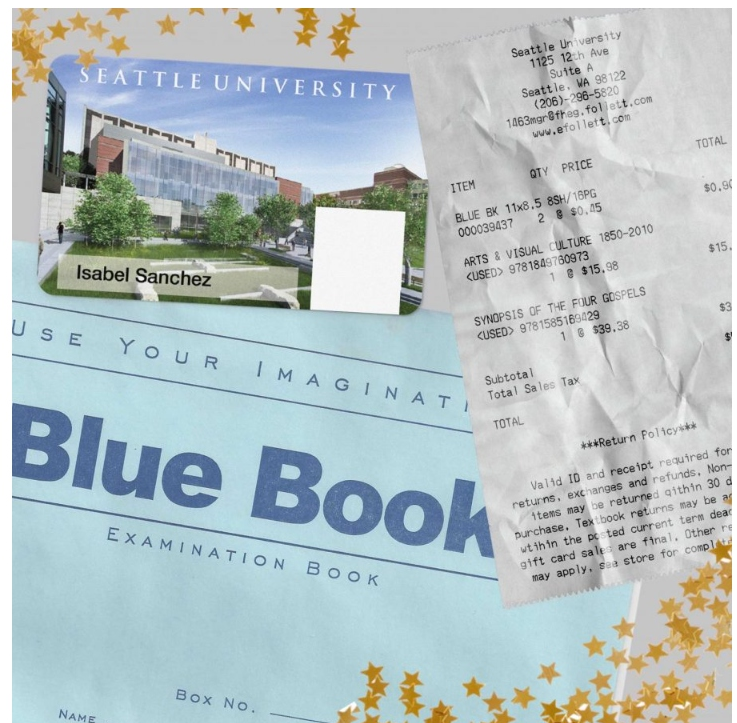 SEATTLE UNIVERSITY
Isabel Sanchez
Seattle University
1125 12th Ave
Suite A
Seattle, WA 98122
(206)-296-5820
1463mgr@fheg.follett.com
www.efollett.com
ITEM QTY PRICE TOTAL
BLUE BK 11x8.5 8SH/16PG $0.90
000039437 2 @ $0.45
ARTS & VISUAL CULTURE 1850-2010 $15.
<USED> 9781849760973
1 @ $15.98
SYNOPSIS OF THE FOUR GOSPELS $3
<USED> 9781585169429
1 @ $39.38
Subtotal
Total Sales Tax
TOTAL
***Return Policy***
Valid ID and receipt required for
returns, exchanges and refunds. Non-
items may be returned qithin 30 d
purchase. Textbook returns may be
wtihin the posted current term
gift card sales are final. Other
may apply, see store for
USE YOUR
Blue Book
EXAMINATION BOOK
BOX NO.
NAME